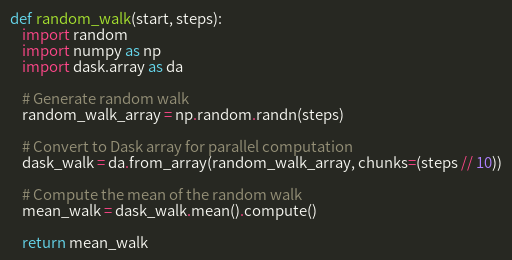 def random_walk(start, steps):
    import random
    import numpy as np
    import dask.array as da

    # Generate random walk
    random_walk_array = np.random.randn(steps)

    # Convert to Dask array for parallel computation
    dask_walk = da.from_array(random_walk_array, chunks=(steps // 10))

    # Compute the mean of the random walk
    mean_walk = dask_walk.mean().compute()

    return mean_walk